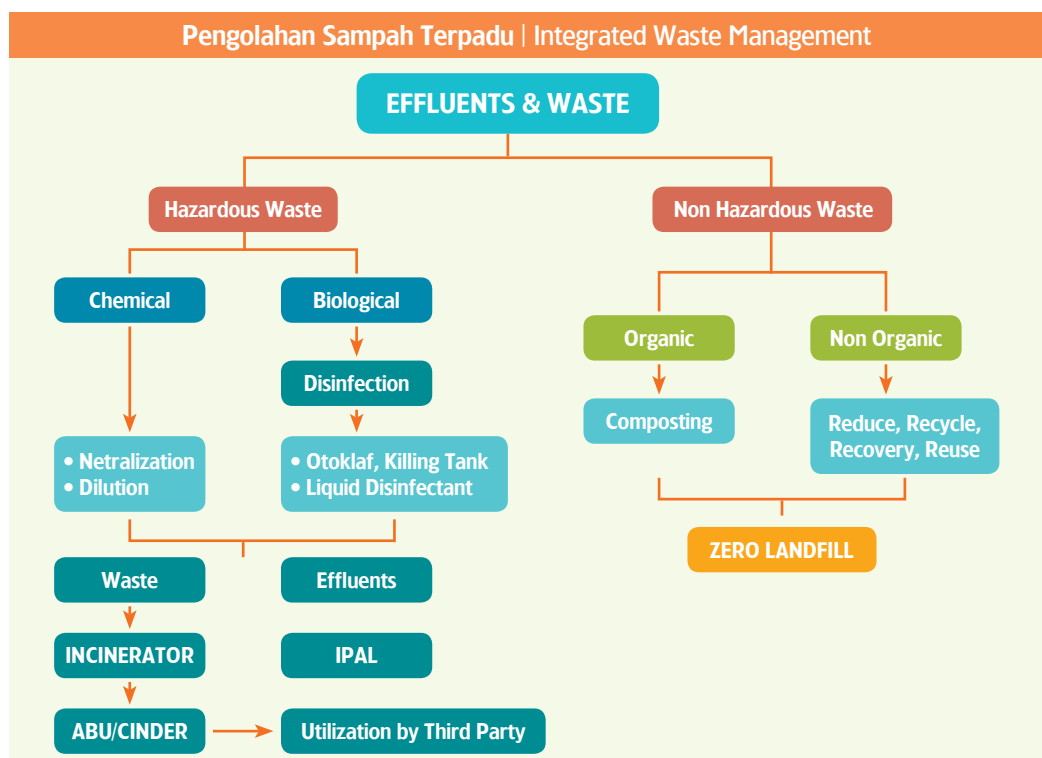 Pengolahan Sampah Terpadu | Integrated Waste Management
EFFLUENTS & WASTE
Hazardous Waste
Non Hazardous Waste
Chemical
Biological
Organic
Non Organic
Disinfection
Composting
Reduce, Recycle,
Recovery, Reuse
• Netralization
• Dilution
• Otoklaf, Killing Tank
• Liquid Disinfectant
ZERO LANDFILL
Waste
Effluents
INCINERATOR
IPAL
ABU/CINDER
Utilization by Third Party